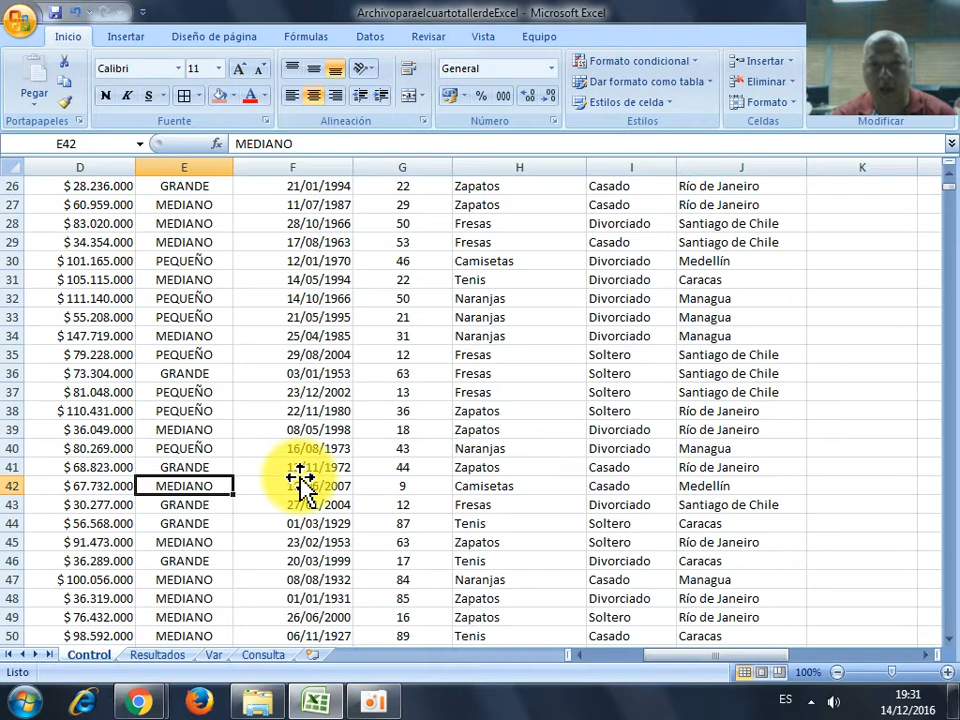 ArchivoparaelcuartotallerdeExcel - Microsoft Excel
Inicio Insertar Diseño de página Fórmulas Datos Revisar Vista Equipo
Pegar Calibri 11 General Formato condicional Insertar
N K S % 000 Dar formato como tabla Eliminar
Estilos de celda Formato
Portapapeles Fuente Alineación Número Estilos Celdas Modificar
E42 fx MEDIANO
D E F G H I J K
26 $ 28.236.000 GRANDE 21/01/1994 22 Zapatos Casado Río de Janeiro
27 $ 60.959.000 MEDIANO 11/07/1987 29 Zapatos Casado Río de Janeiro
28 $ 83.020.000 MEDIANO 28/10/1966 50 Fresas Divorciado Santiago de Chile
29 $ 34.354.000 MEDIANO 17/08/1963 53 Fresas Casado Santiago de Chile
30 $ 101.165.000 PEQUEÑO 12/01/1970 46 Camisetas Divorciado Medellín
31 $ 105.115.000 MEDIANO 14/05/1994 22 Tenis Divorciado Caracas
32 $ 111.140.000 PEQUEÑO 14/10/1966 50 Naranjas Divorciado Managua
33 $ 55.208.000 PEQUEÑO 21/05/1995 21 Naranjas Divorciado Managua
34 $ 147.719.000 MEDIANO 25/04/1985 31 Naranjas Divorciado Managua
35 $ 79.228.000 PEQUEÑO 29/08/2004 12 Fresas Soltero Santiago de Chile
36 $ 73.304.000 GRANDE 03/01/1953 63 Fresas Soltero Santiago de Chile
37 $ 81.048.000 PEQUEÑO 23/12/2002 13 Fresas Soltero Santiago de Chile
38 $ 110.431.000 PEQUEÑO 22/11/1980 36 Zapatos Soltero Río de Janeiro
39 $ 36.049.000 MEDIANO 08/05/1998 18 Zapatos Divorciado Río de Janeiro
40 $ 80.269.000 PEQUEÑO 16/08/1973 43 Naranjas Divorciado Managua
41 $ 68.823.000 GRANDE /11/1972 44 Zapatos Casado Río de Janeiro
42 $ 67.732.000 MEDIANO /2007 9 Camisetas Casado Medellín
43 $ 30.277.000 GRANDE 27/ /2004 12 Fresas Divorciado Santiago de Chile
44 $ 56.568.000 GRANDE 01/03/1929 87 Tenis Soltero Caracas
45 $ 91.473.000 MEDIANO 23/02/1953 63 Zapatos Soltero Río de Janeiro
46 $ 36.289.000 GRANDE 20/03/1999 17 Tenis Divorciado Caracas
47 $ 100.056.000 MEDIANO 08/08/1932 84 Naranjas Casado Managua
48 $ 36.319.000 MEDIANO 01/01/1931 85 Zapatos Divorciado Río de Janeiro
49 $ 76.432.000 MEDIANO 26/06/2000 16 Zapatos Soltero Río de Janeiro
50 $ 98.592.000 MEDIANO 06/11/1927 89 Tenis Casado Caracas
Control Resultados Var Consulta
Listo 100%
ES 19:31
14/12/2016